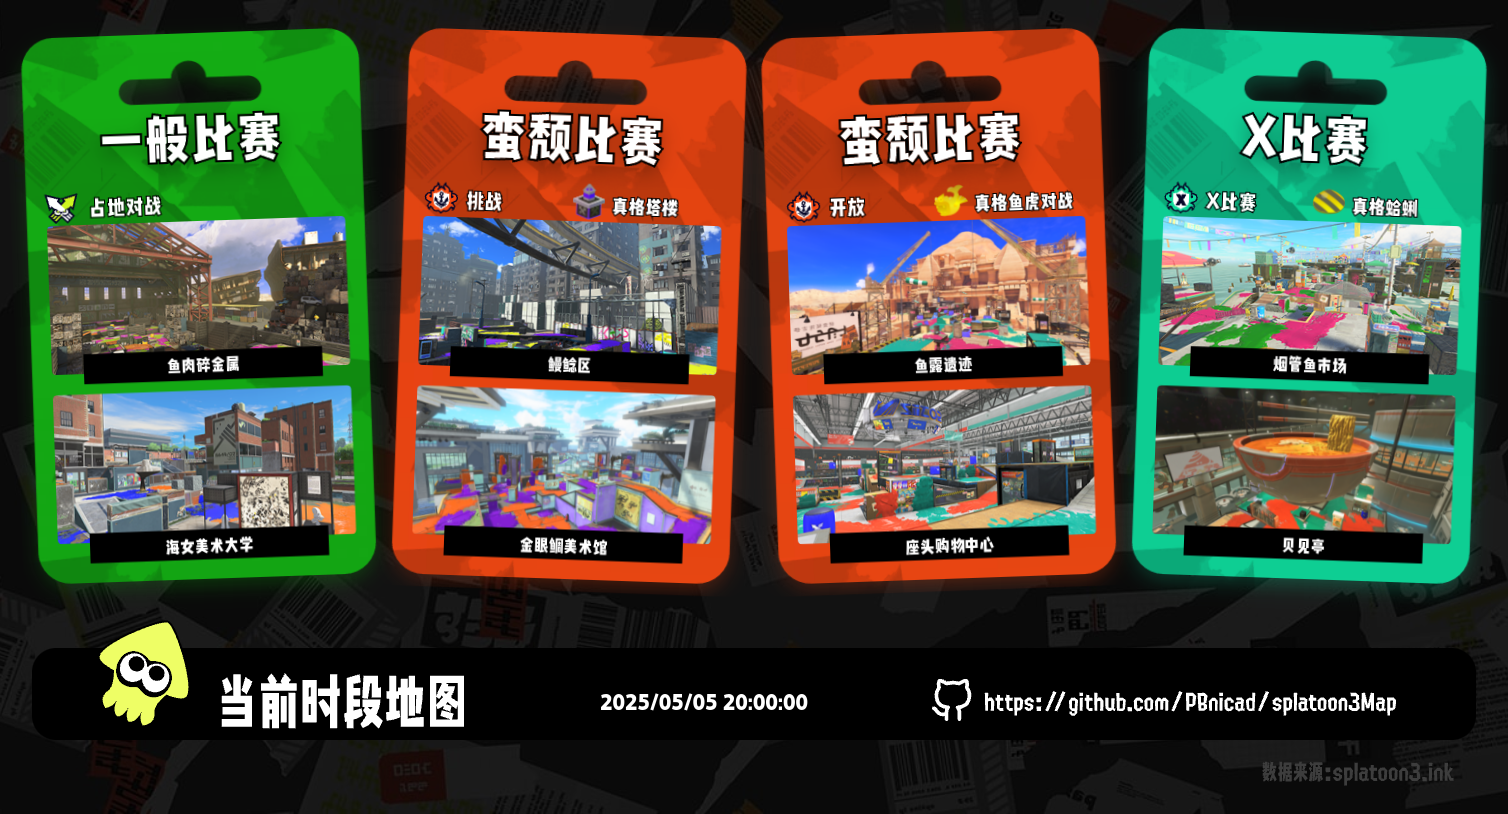 一般比赛
占地对战
鱼肉碎金属
海女美术大学
蛮颓比赛
挑战
真格塔楼
鳗鲶区
金眼鲷美术馆
蛮颓比赛
开放
真格鱼虎对战
鱼露遗迹
座头购物中心
X比赛
X比赛
真格蛤蜊
烟管鱼市场
贝见亭
当前时段地图
2025/05/05 20:00:00
https://github.com/PBnicad/splatoon3Map
数据来源:splatoon3.ink